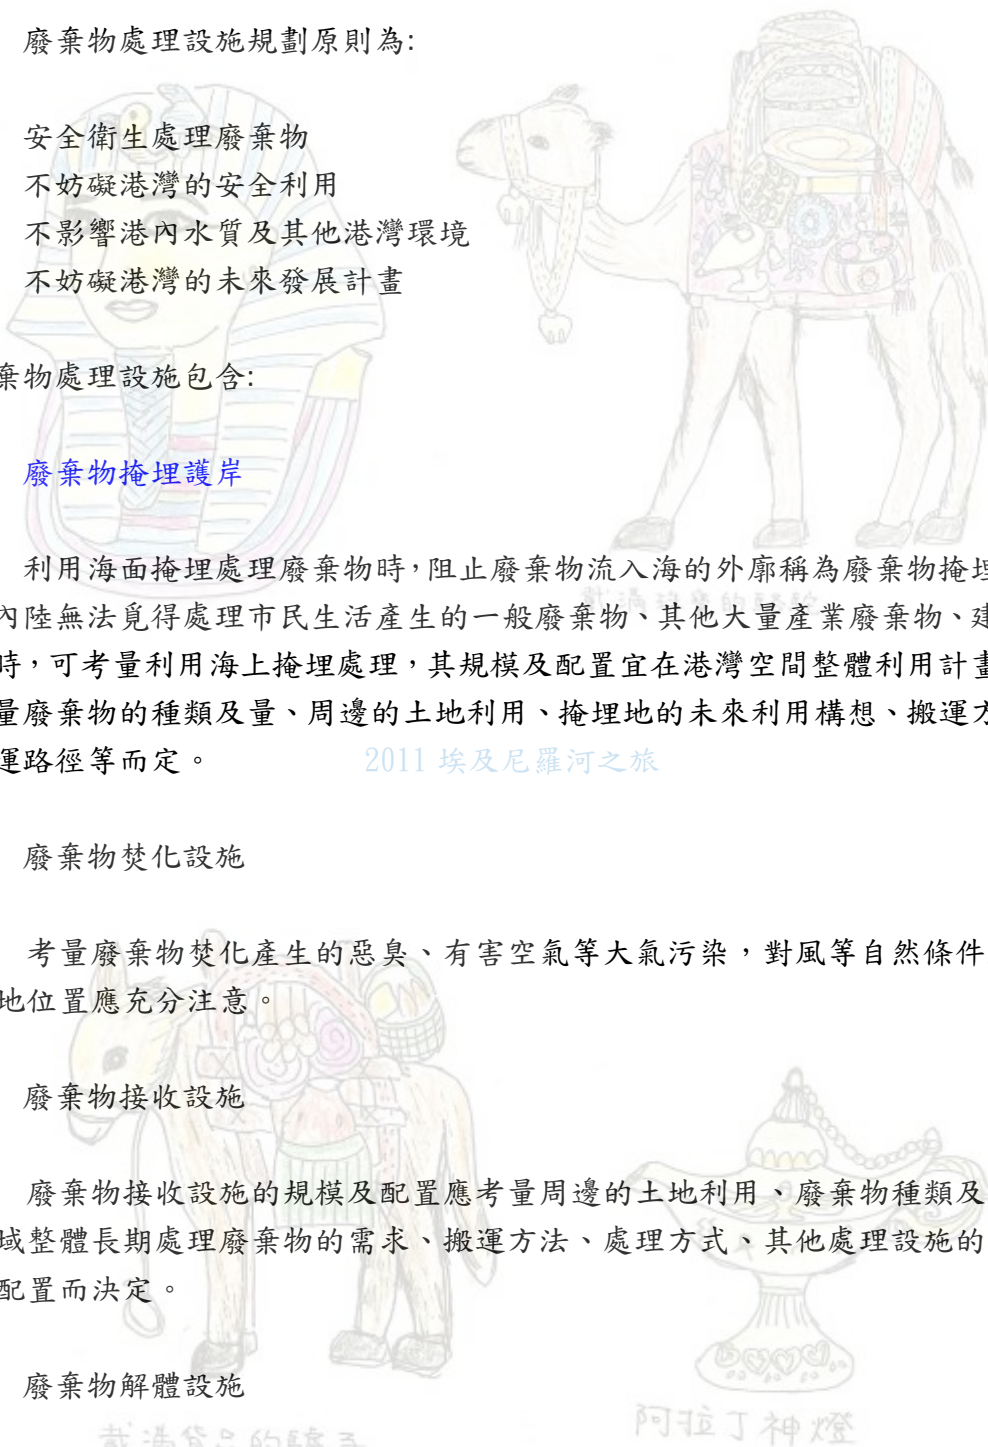 廢棄物處理設施規劃原則為:
安全衛生處理廢棄物
不妨礙港灣的安全利用
不影響港內水質及其他港灣環境
不妨礙港灣的未來發展計畫
棄物處理設施包含:
廢棄物掩埋護岸
利用海面掩埋處理廢棄物時，阻止廢棄物流入海的外廓稱為廢棄物掩埋
內陸無法覓得處理市民生活產生的一般廢棄物、其他大量產業廢棄物、建
時，可考量利用海上掩埋處理，其規模及配置宜在港灣空間整體利用計畫
量廢棄物的種類及量、周邊的土地利用、掩埋地的未來利用構想、搬運方
運路徑等而定。
2011 埃及尼羅河之旅
廢棄物焚化設施
考量廢棄物焚化產生的惡臭、有害空氣等大氣污染，對風等自然條件
地位置應充分注意。
廢棄物接收設施
廢棄物接收設施的規模及配置應考量周邊的土地利用、廢棄物種類及
域整體長期處理廢棄物的需求、搬運方法、處理方式、其他處理設施的
配置而決定。
廢棄物解體設施
載滿貨品的驢子
阿拉丁神燈